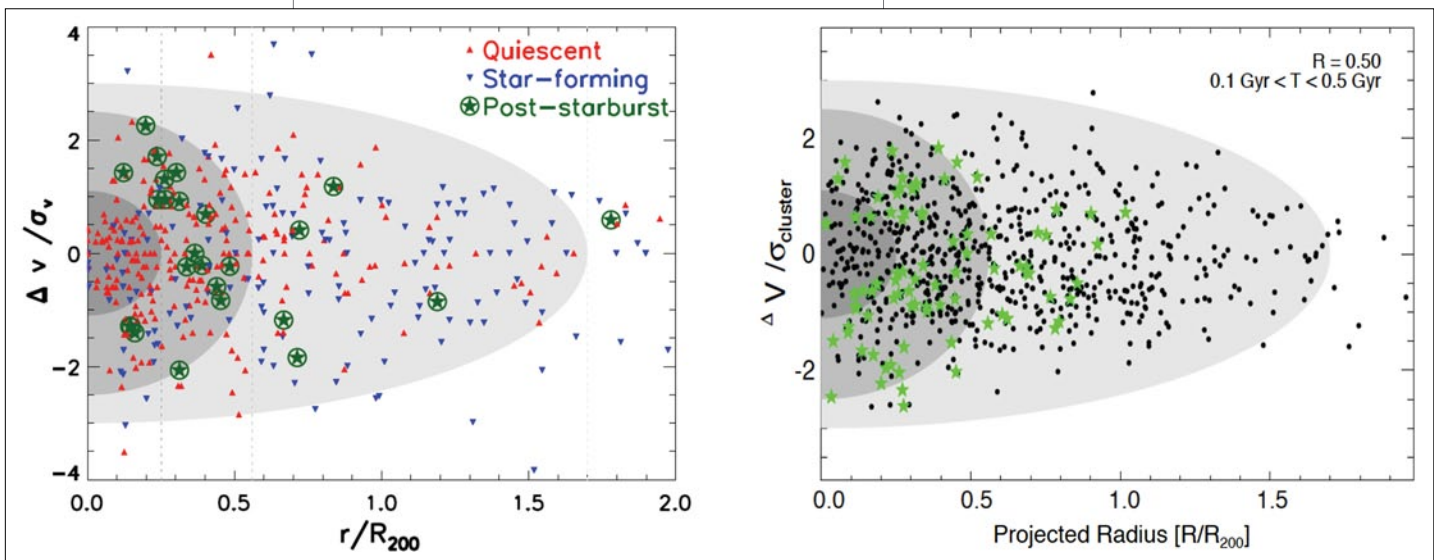 4
2
0
-2
-4
Δ v / σv
Quiescent
Star-forming
Post-starburst
0.0 0.5 1.0 1.5 2.0
r/R200
2
0
-2
Δ V / σcluster
R = 0.50
0.1 Gyr < T < 0.5 Gyr
0.0 0.5 1.0 1.5
Projected Radius [R/R200]